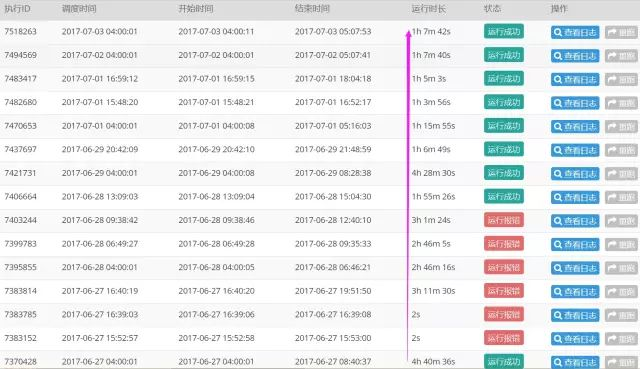 执行ID 调度时间 开始时间 结束时间 运行时长 状态 操作
7518263 2017-07-03 04:00:01 2017-07-03 04:00:11 2017-07-03 05:07:53 1h 7m 42s 运行成功 查看日志 重跑
7494569 2017-07-02 04:00:01 2017-07-02 04:00:01 2017-07-02 05:07:41 1h 7m 40s 运行成功 查看日志 重跑
7483417 2017-07-01 16:59:12 2017-07-01 16:59:15 2017-07-01 18:04:18 1h 5m 3s 运行成功 查看日志 重跑
7482680 2017-07-01 15:48:20 2017-07-01 15:48:21 2017-07-01 16:52:17 1h 3m 56s 运行成功 查看日志 重跑
7470653 2017-07-01 04:00:01 2017-07-01 04:00:08 2017-07-01 05:16:03 1h 15m 55s 运行成功 查看日志 重跑
7437697 2017-06-29 20:42:09 2017-06-29 20:42:10 2017-06-29 21:48:59 1h 6m 49s 运行成功 查看日志 重跑
7421731 2017-06-29 04:00:01 2017-06-29 04:00:08 2017-06-29 08:28:38 4h 28m 30s 运行成功 查看日志 重跑
7406664 2017-06-28 13:09:03 2017-06-28 13:09:04 2017-06-28 15:04:30 1h 55m 26s 运行成功 查看日志 重跑
7403244 2017-06-28 09:38:42 2017-06-28 09:38:46 2017-06-28 12:40:10 3h 1m 24s 运行报错 查看日志 重跑
7399783 2017-06-28 06:49:27 2017-06-28 06:49:28 2017-06-28 09:35:33 2h 46m 5s 运行报错 查看日志 重跑
7395855 2017-06-28 04:00:01 2017-06-28 04:00:05 2017-06-28 06:46:21 2h 46m 16s 运行报错 查看日志 重跑
7383814 2017-06-27 16:40:19 2017-06-27 16:40:20 2017-06-27 19:51:50 3h 11m 30s 运行报错 查看日志 重跑
7383785 2017-06-27 16:39:03 2017-06-27 16:39:06 2017-06-27 16:39:08 2s 运行报错 查看日志 重跑
7383152 2017-06-27 15:52:57 2017-06-27 15:52:58 2017-06-27 15:53:00 2s 运行报错 查看日志 重跑
7370428 2017-06-27 04:00:01 2017-06-27 04:00:01 2017-06-27 08:40:37 4h 40m 36s 运行成功 查看日志 重跑